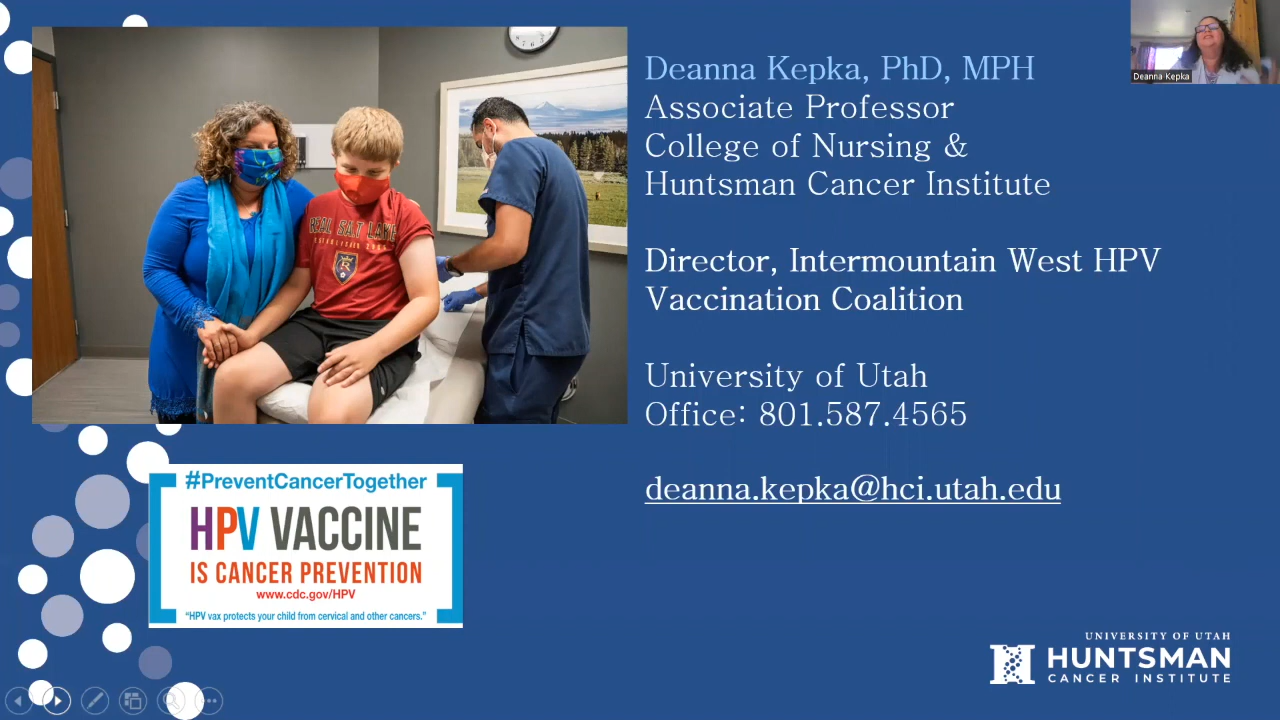 Deanna Kepka, PhD, MPH
Associate Professor
College of Nursing &
Huntsman Cancer Institute
Director, Intermountain West HPV
Vaccination Coalition
University of Utah
Office: 801.587.4565
deanna.kepka@hci.utah.edu
Deanna Kepka
REAL SALT LAKE
#PreventCancerTogether
HPV VACCINE
IS CANCER PREVENTION
www.cdc.gov/HPV
"HPV vax protects your child from cervical and other cancers."
UNIVERSITY OF UTAH
HUNTSMAN
CANCER INSTITUTE